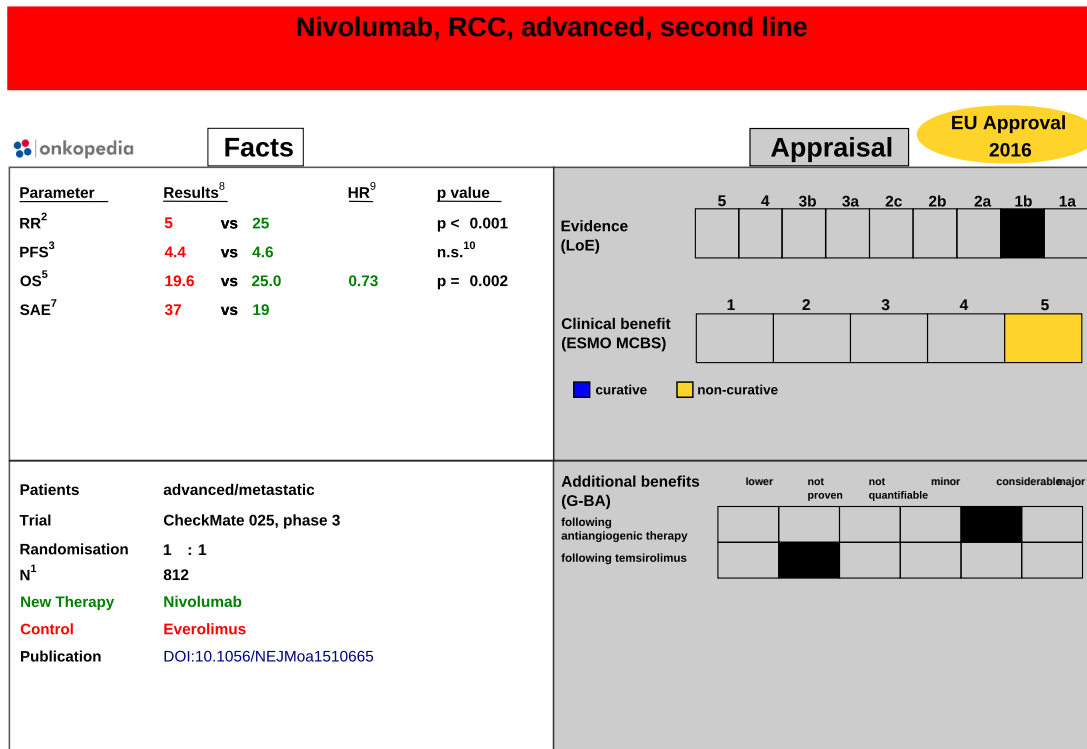 Nivolumab, RCC, advanced, second line
onkopedia
Facts
Appraisal
EU Approval
2016
Parameter Results8 HR9 p value
RR2 5 vs 25 p < 0.001
PFS3 4.4 vs 4.6 n.s.10
OS5 19.6 vs 25.0 0.73 p = 0.002
SAE7 37 vs 19
5 4 3b 3a 2c 2b 2a 1b 1a
Evidence
(LoE)
1 2 3 4 5
Clinical benefit
(ESMO MCBS)
curative non-curative
Patients advanced/metastatic
Trial CheckMate 025, phase 3
Randomisation 1 : 1
N1 812
New Therapy Nivolumab
Control Everolimus
Publication DOI:10.1056/NEJMoa1510665
Additional benefits
(G-BA)
lower not proven not quantifiable minor considerable major
following
antiangiogenic therapy
following temsirolimus